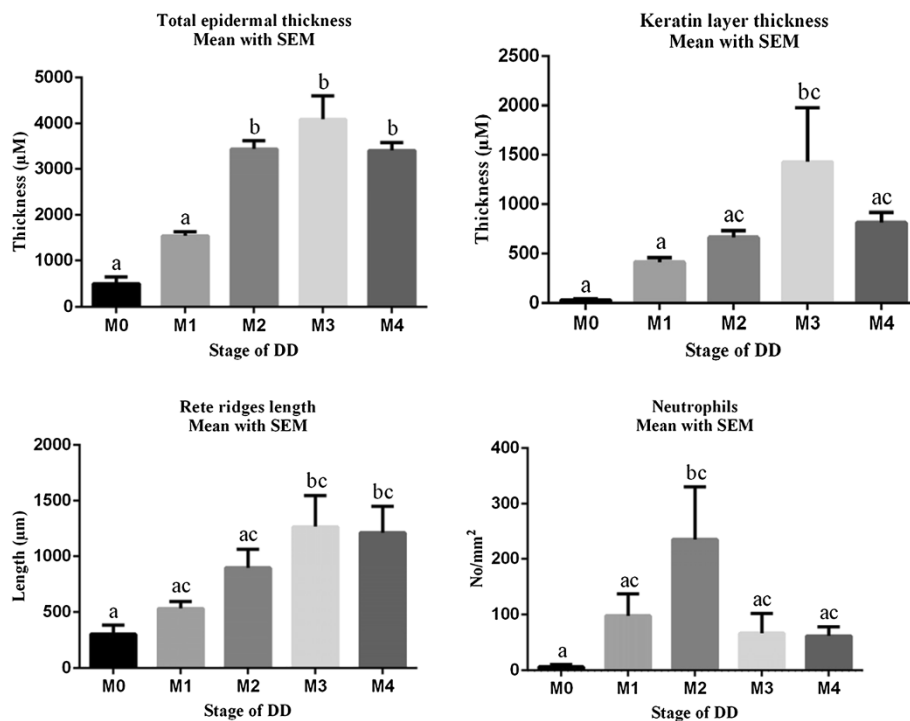 Total epidermal thickness
Mean with SEM
Thickness (µM)
5000
4000
3000
2000
1000
0
a
a
b
b
b
M0 M1 M2 M3 M4
Stage of DD
Keratin layer thickness
Mean with SEM
Thickness (µM)
2500
2000
1500
1000
500
0
a
a
ac
bc
ac
M0 M1 M2 M3 M4
Stage of DD
Rete ridges length
Mean with SEM
Length (µm)
2000
1500
1000
500
0
a
ac
ac
bc
bc
M0 M1 M2 M3 M4
Stage of DD
Neutrophils
Mean with SEM
No/mm²
400
300
200
100
0
a
ac
bc
ac
ac
M0 M1 M2 M3 M4
Stage of DD